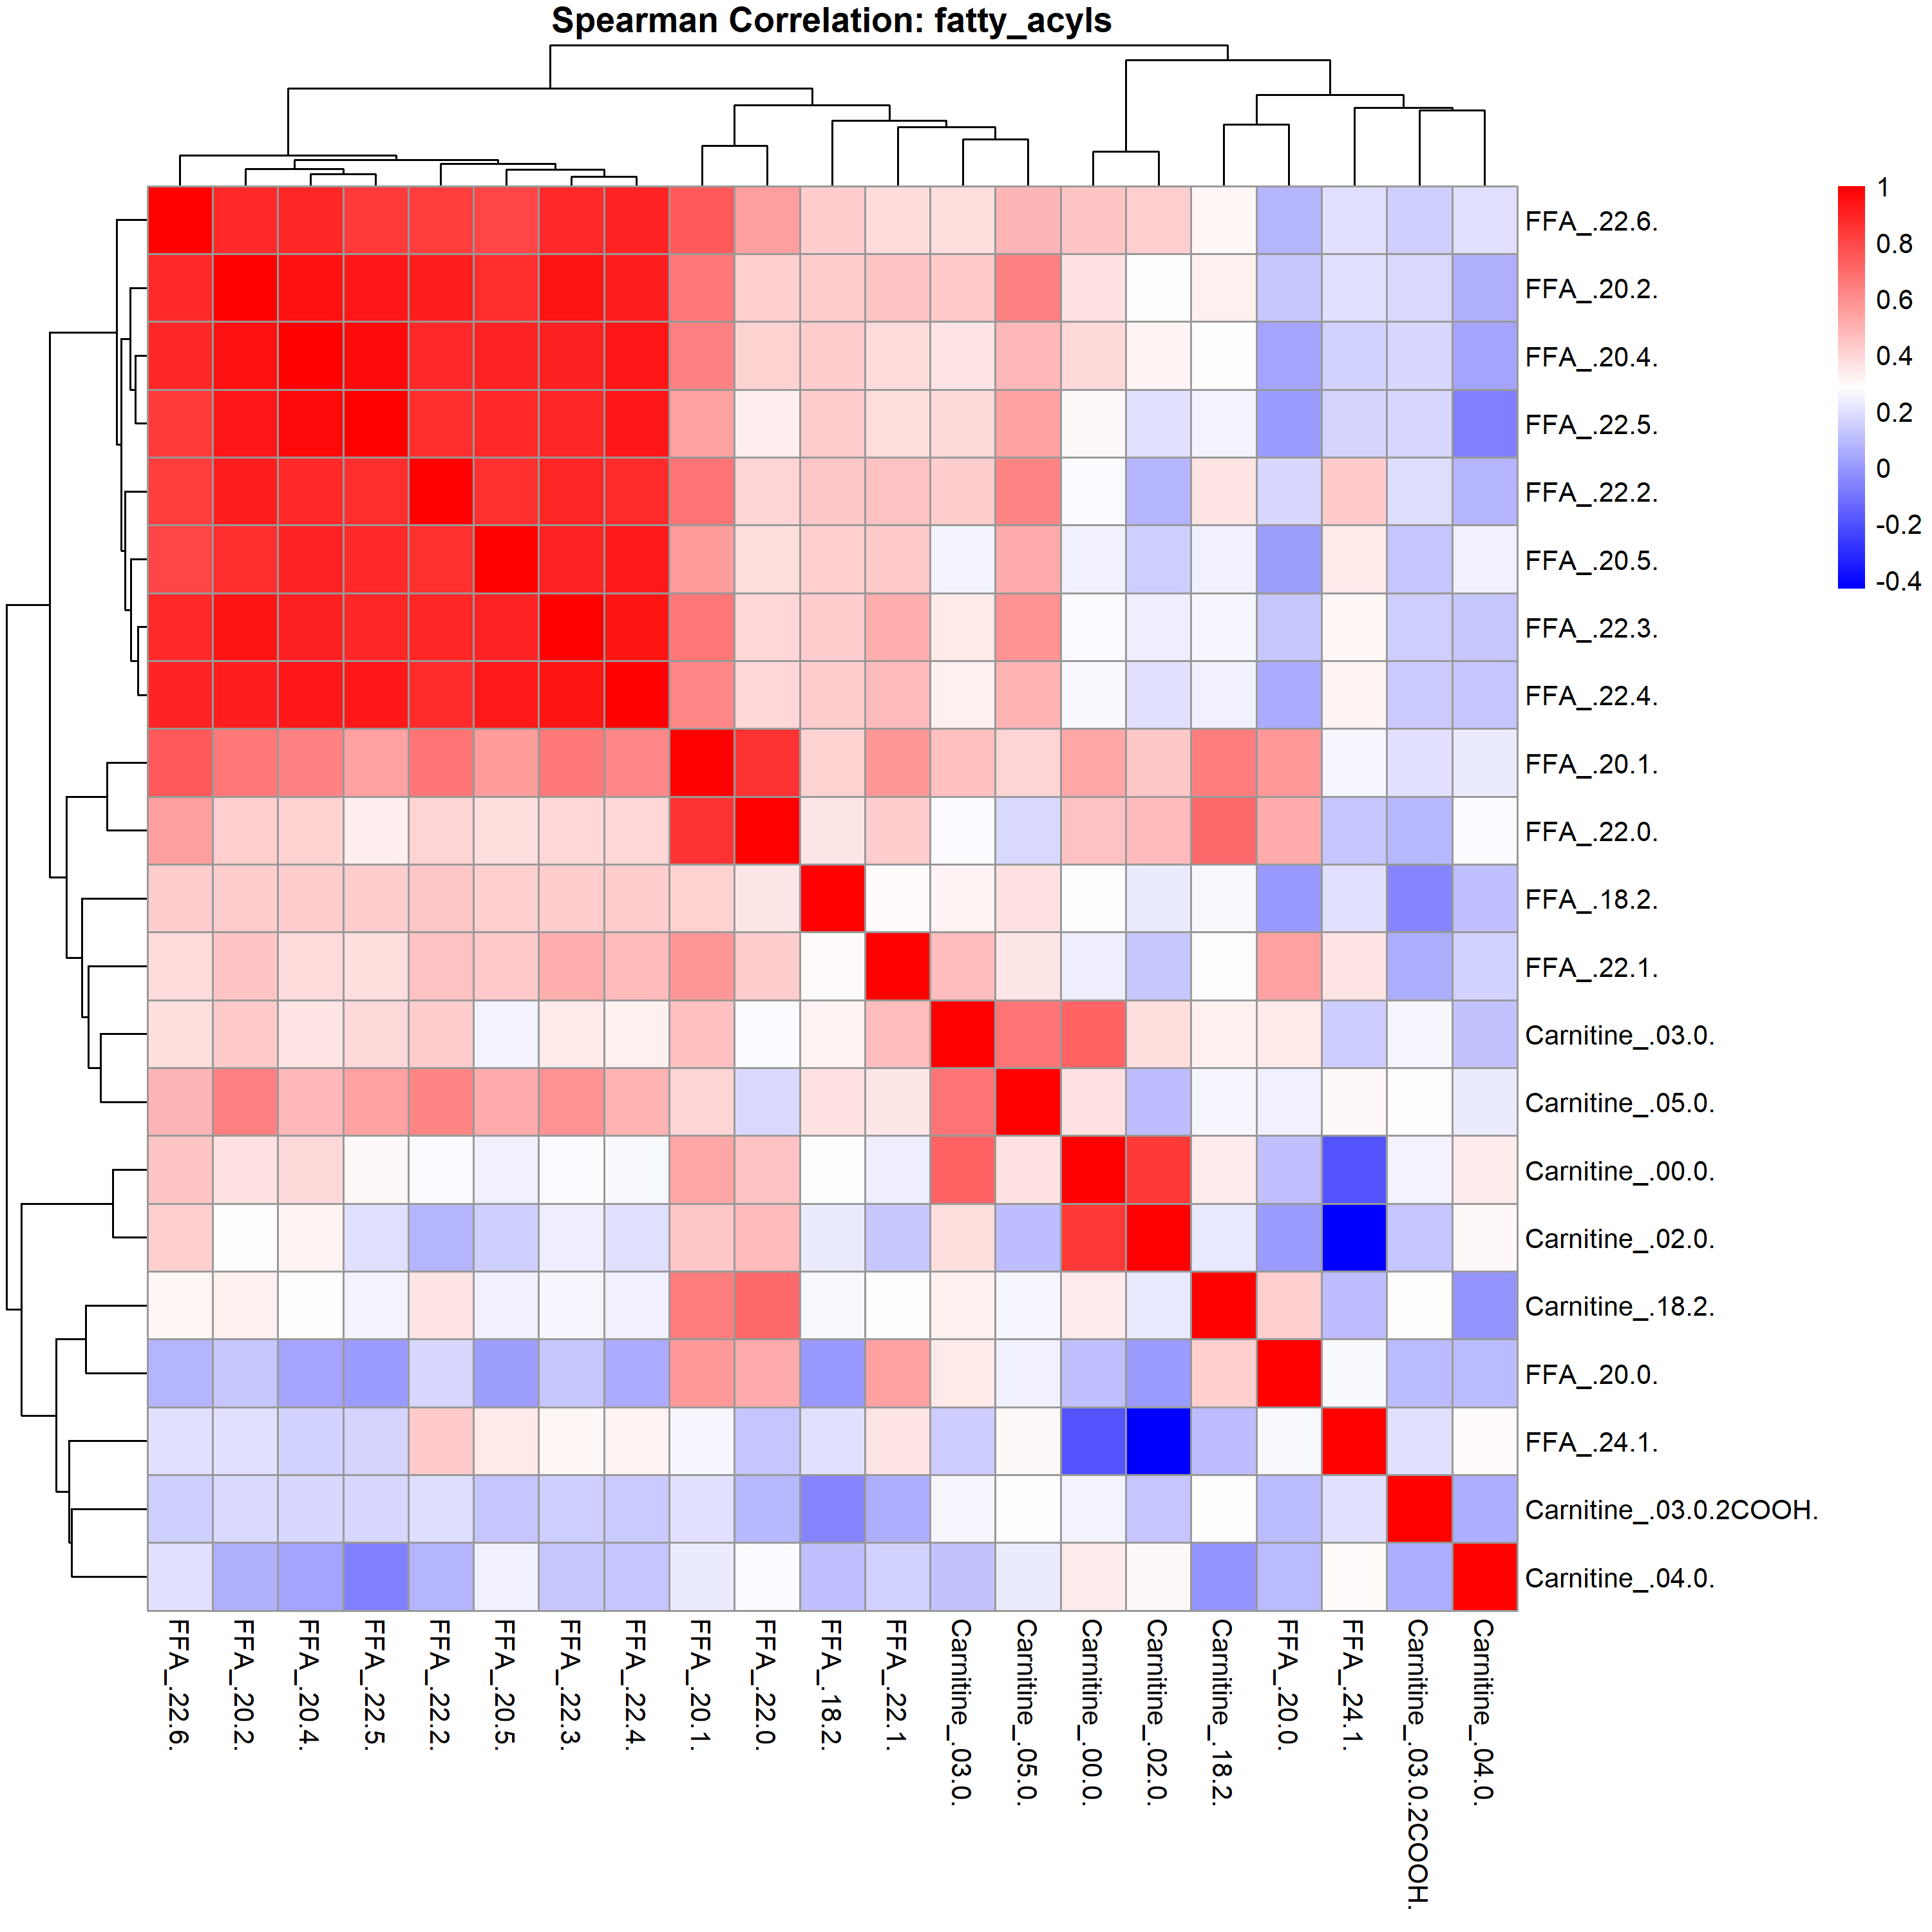 Spearman Correlation: fatty_acyls
1
0.8
0.6
0.4
0.2
0
-0.2
-0.4
FFA_.22.6.
FFA_.20.2.
FFA_.20.4.
FFA_.22.5.
FFA_.22.2.
FFA_.20.5.
FFA_.22.3.
FFA_.22.4.
FFA_.20.1.
FFA_.22.0.
FFA_.18.2.
FFA_.22.1.
Carnitine_.03.0.
Carnitine_.05.0.
Carnitine_.00.0.
Carnitine_.02.0.
Carnitine_.18.2.
FFA_.20.0.
FFA_.24.1.
Carnitine_.03.0.2COOH.
Carnitine_.04.0.
FFA_.22.6.
FFA_.20.2.
FFA_.20.4.
FFA_.22.5.
FFA_.22.2.
FFA_.20.5.
FFA_.22.3.
FFA_.22.4.
FFA_.20.1.
FFA_.22.0.
FFA_.18.2.
FFA_.22.1.
Carnitine_.03.0.
Carnitine_.05.0.
Carnitine_.00.0.
Carnitine_.02.0.
Carnitine_.18.2.
FFA_.20.0.
FFA_.24.1.
Carnitine_.03.0.2COOH.
Carnitine_.04.0.